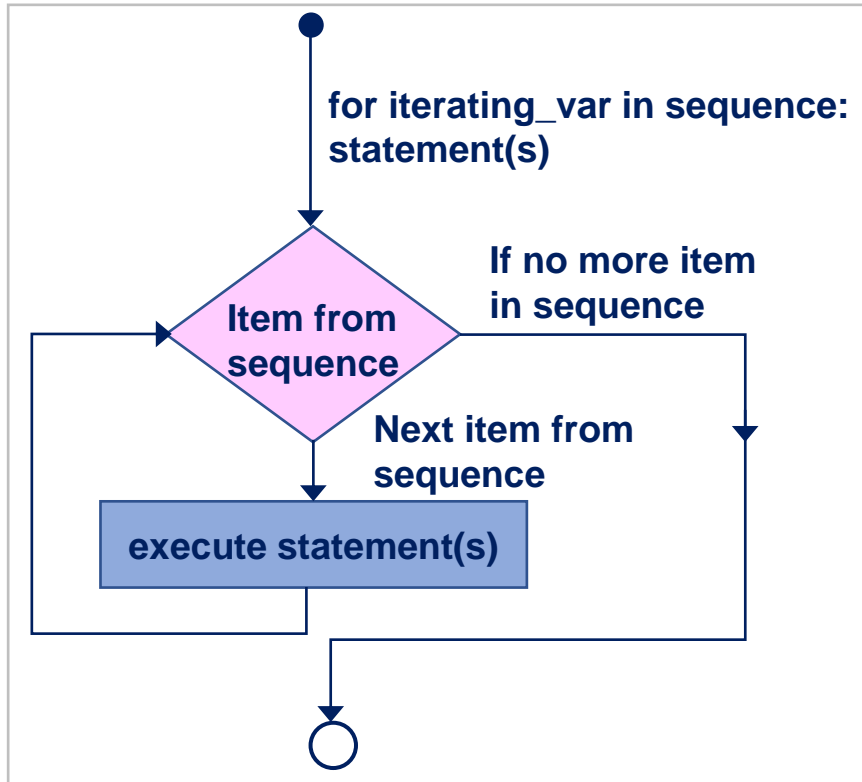 for iterating_var in sequence:
statement(s)
If no more item
in sequence
Item from
sequence
Next item from
sequence
execute statement(s)